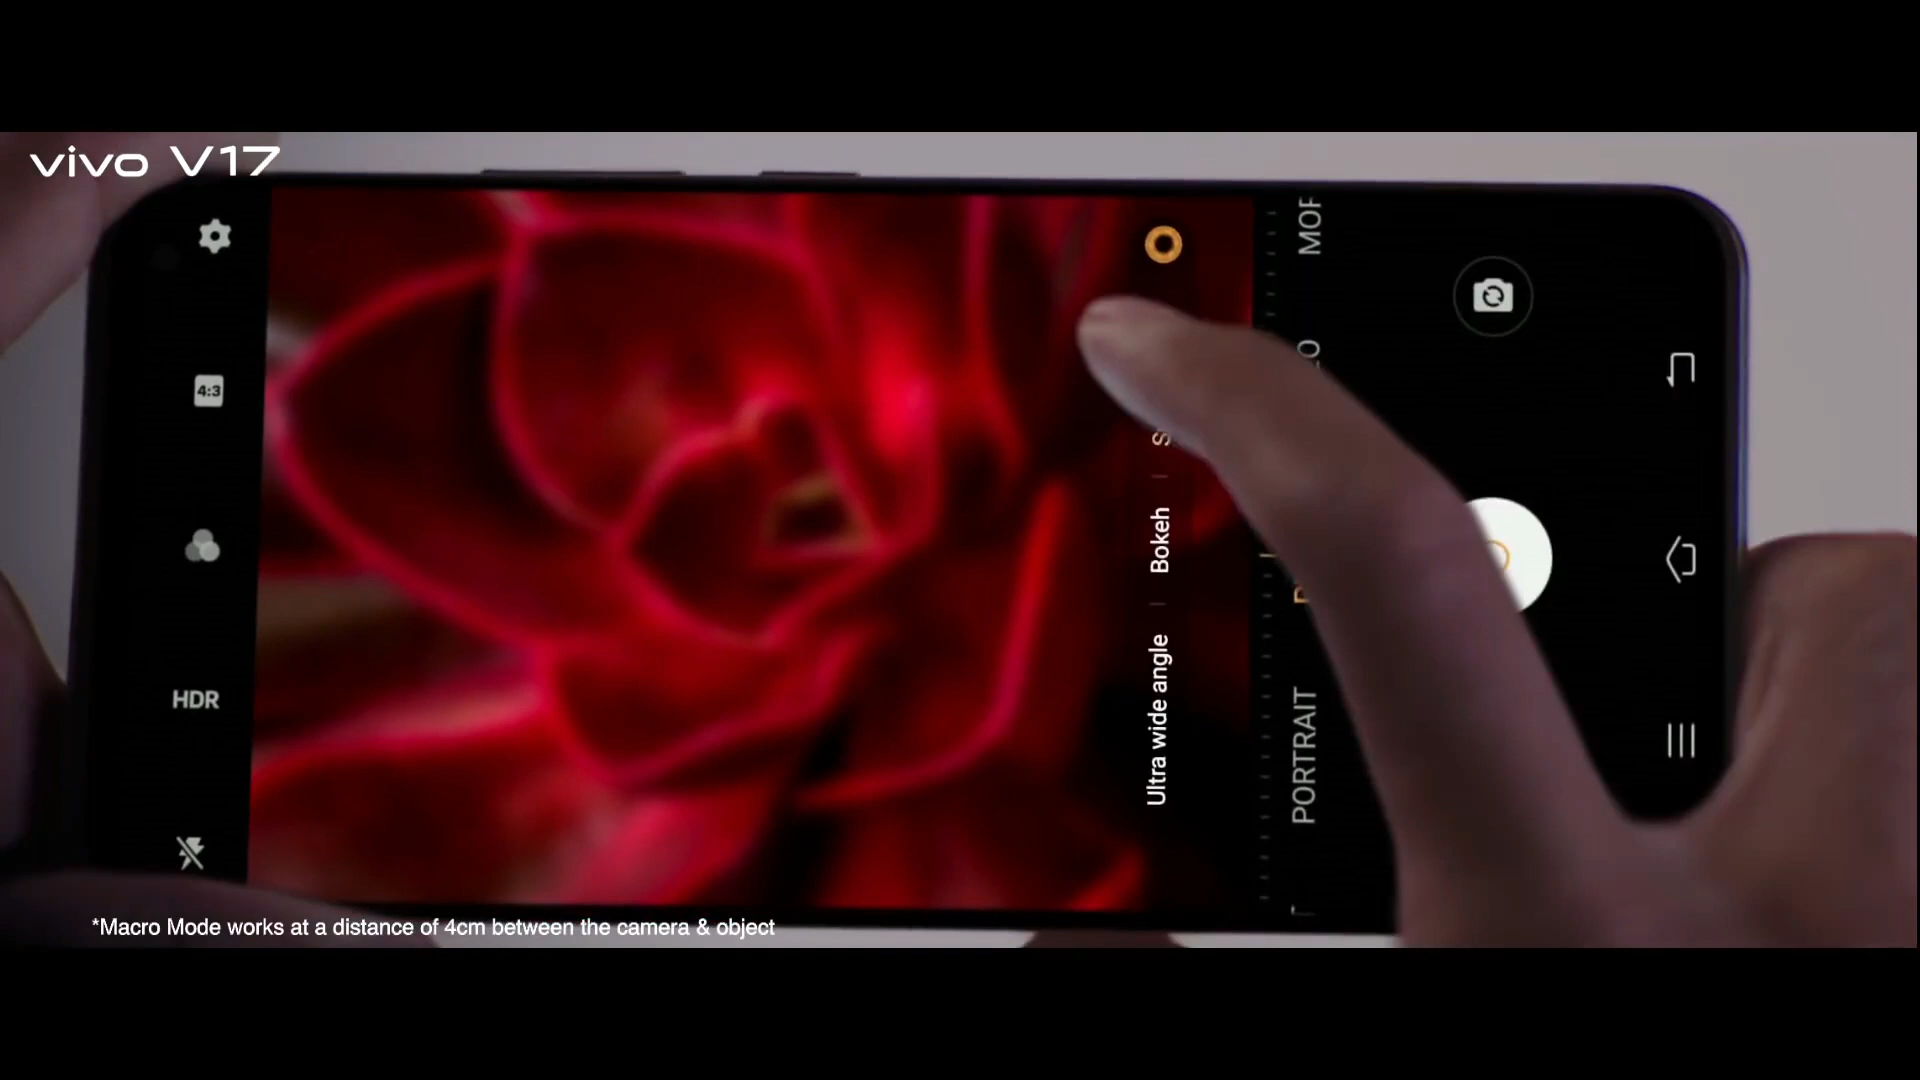 vivo V17
4:3
HDR
Ultra wide angle
Bokeh
PORTRAIT
*Macro Mode works at a distance of 4cm between the camera & object